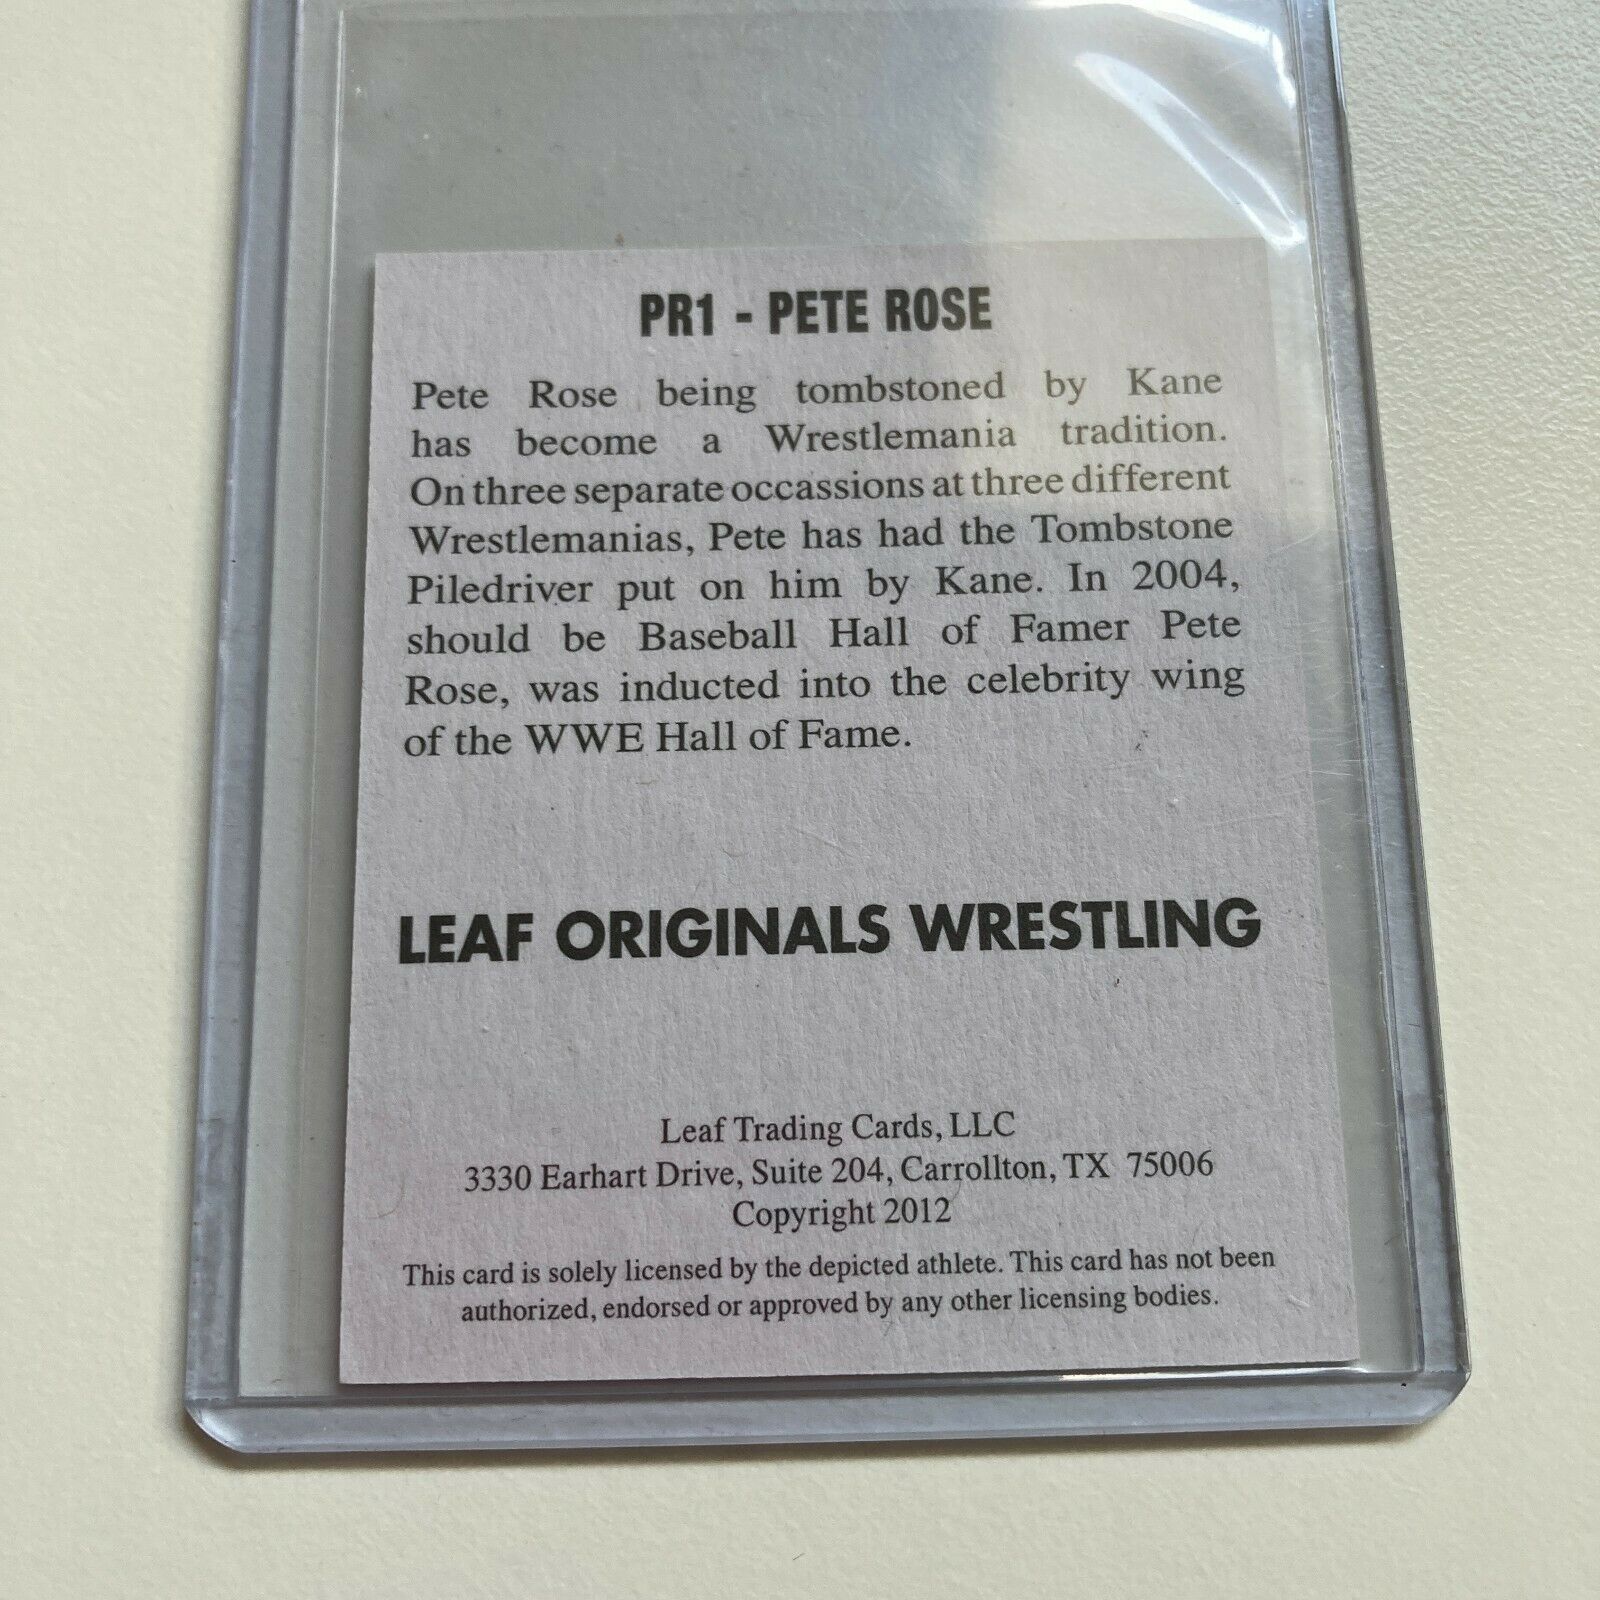 PR1 - PETE ROSE
Pete Rose being tombstoned by Kane
has become a Wrestlemania tradition.
On three separate occassions at three different
Wrestlemanias, Pete has had the Tombstone
Piledriver put on him by Kane. In 2004,
should be Baseball Hall of Famer Pete
Rose, was inducted into the celebrity wing
of the WWE Hall of Fame.
LEAF ORIGINALS WRESTLING
Leaf Trading Cards, LLC
3330 Earhart Drive, Suite 204, Carrollton, TX 75006
Copyright 2012
This card is solely licensed by the depicted athlete. This card has not been
authorized, endorsed or approved by any other licensing bodies.